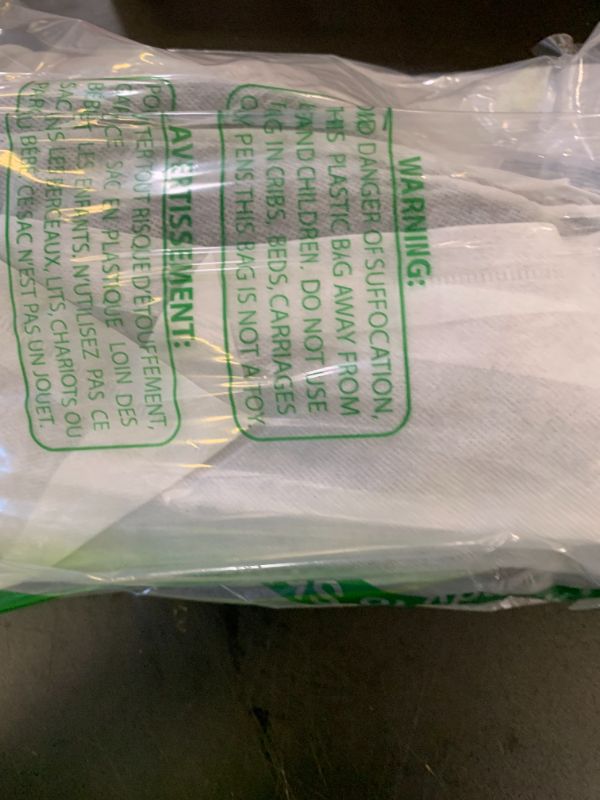 WARNING:
DANGER OF SUFFOCATION,
THIS PLASTIC BAG AWAY FROM
AND CHILDREN. DO NOT USE
IN CRIBS, BEDS, CARRIAGES
PENS. THIS BAG IS NOT A TOY.
AVERTISSEMENT:
RISQUE D'ÉTOUFFEMENT,
CE SAC EN PLASTIQUE LOIN DES
ENFANTS, N'UTILISEZ PAS CE
LES BERCEAUX, LITS, CHARIOTS OU
CE SAC N'EST PAS UN JOUET.